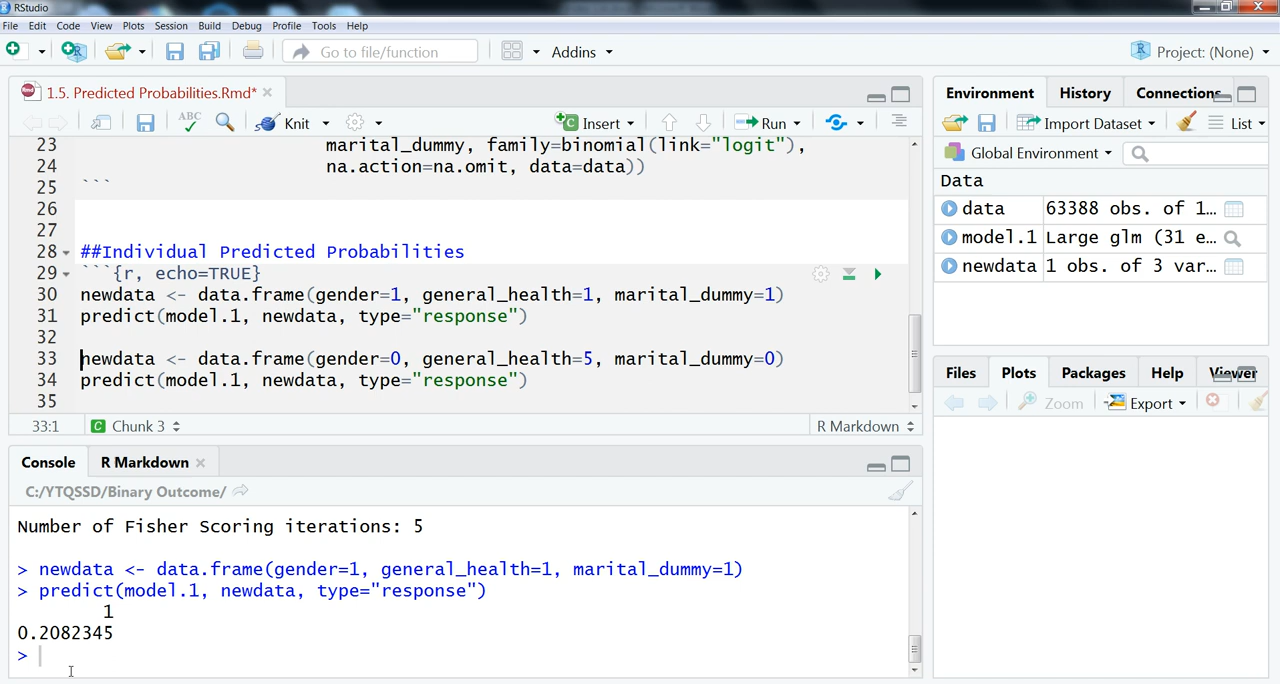 RStudio
File Edit Code View Plots Session Build Debug Profile Tools Help
Go to file/function Addins Project: (None)
1.5. Predicted Probabilities.Rmd*
ABC Knit Insert Run
23 marital_dummy, family=binomial(link="logit"),
24 na.action=na.omit, data=data))
25 ```
26
27
28 ##Individual Predicted Probabilities
29 ```{r, echo=TRUE}
30 newdata <- data.frame(gender=1, general_health=1, marital_dummy=1)
31 predict(model.1, newdata, type="response")
32
33 newdata <- data.frame(gender=0, general_health=5, marital_dummy=0)
34 predict(model.1, newdata, type="response")
35
33:1 C Chunk 3 R Markdown
Console R Markdown
C:/YTQSSD/Binary Outcome/
Number of Fisher Scoring iterations: 5
> newdata <- data.frame(gender=1, general_health=1, marital_dummy=1)
> predict(model.1, newdata, type="response")
1
0.2082345
>
Environment History Connections
Import Dataset List
Global Environment
Data
data 63388 obs. of 1...
model.1 Large glm (31 e...
newdata 1 obs. of 3 var...
Files Plots Packages Help Viewer
Zoom Export